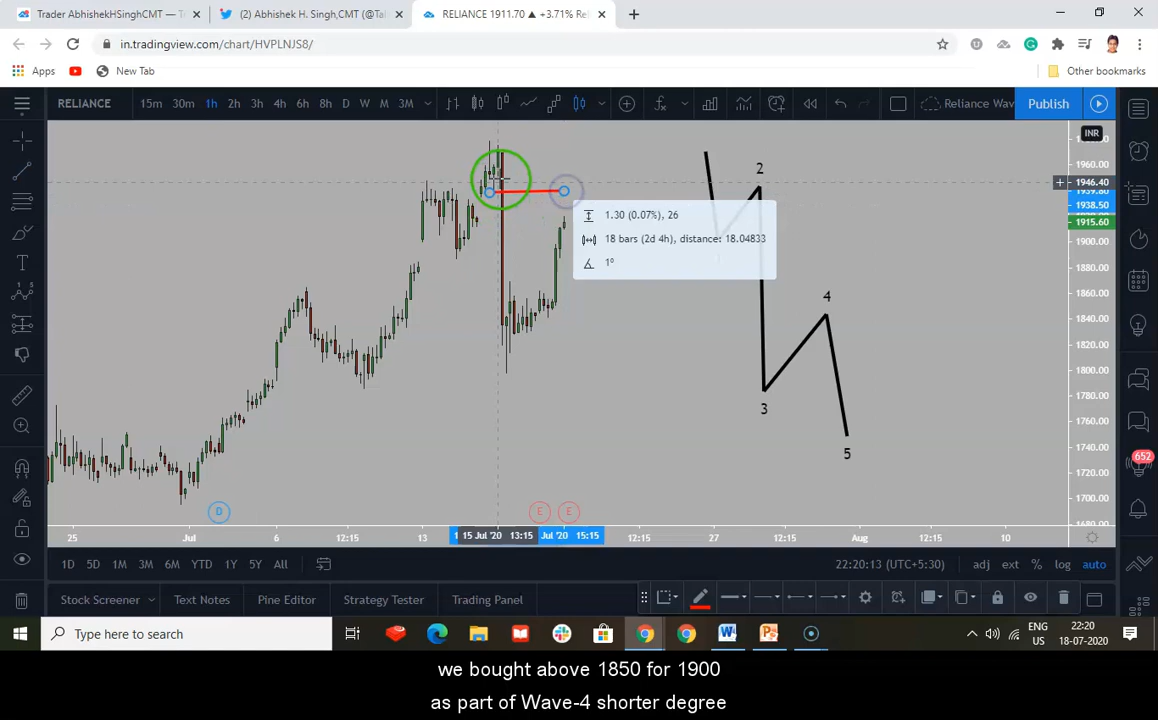 Trader AbhishekHSinghCMT — T
(2) Abhishek H. Singh,CMT (@Tal
RELIANCE 1911.70 ▲ +3.71% Rel
in.tradingview.com/chart/HVPLNJS8/
Apps
New Tab
Other bookmarks
RELIANCE
15m 30m 1h 2h 3h 4h 6h 8h D W M 3M
Reliance Wav
Publish
INR
1960.00
1946.40
1938.50
1915.60
1900.00
1860.00
1840.00
1820.00
1800.00
1780.00
1760.00
1740.00
1720.00
1700.00
1680.00
2
4
3
5
1.30 (0.07%), 26
18 bars (2d 4h), distance: 18.04833
1°
652
D
E
E
25 Jul 6 12:15 13 15 Jul '20 13:15 Jul '20 15:15 12:15 27 12:15 Aug 12:15 10
1D 5D 1M 3M 6M YTD 1Y 5Y All
22:20:13 (UTC+5:30) adj ext % log auto
Stock Screener Text Notes Pine Editor Strategy Tester Trading Panel
Type here to search
ENG
US
22:20
18-07-2020
we bought above 1850 for 1900
as part of Wave-4 shorter degree